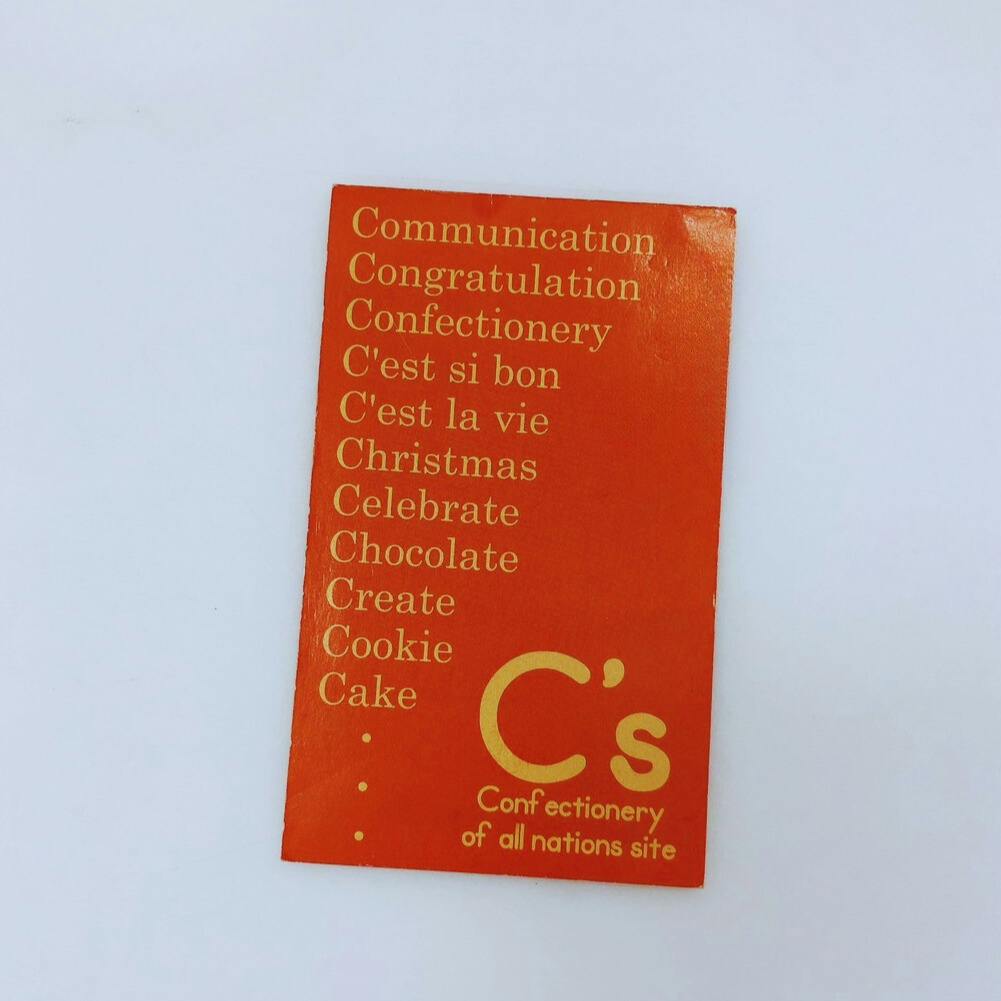 Communication
Congratulation
Confectionery
C'est si bon
C'est la vie
Christmas
Celebrate
Chocolate
Create
Cookie
Cake
C's
Confectionery
of all nations site